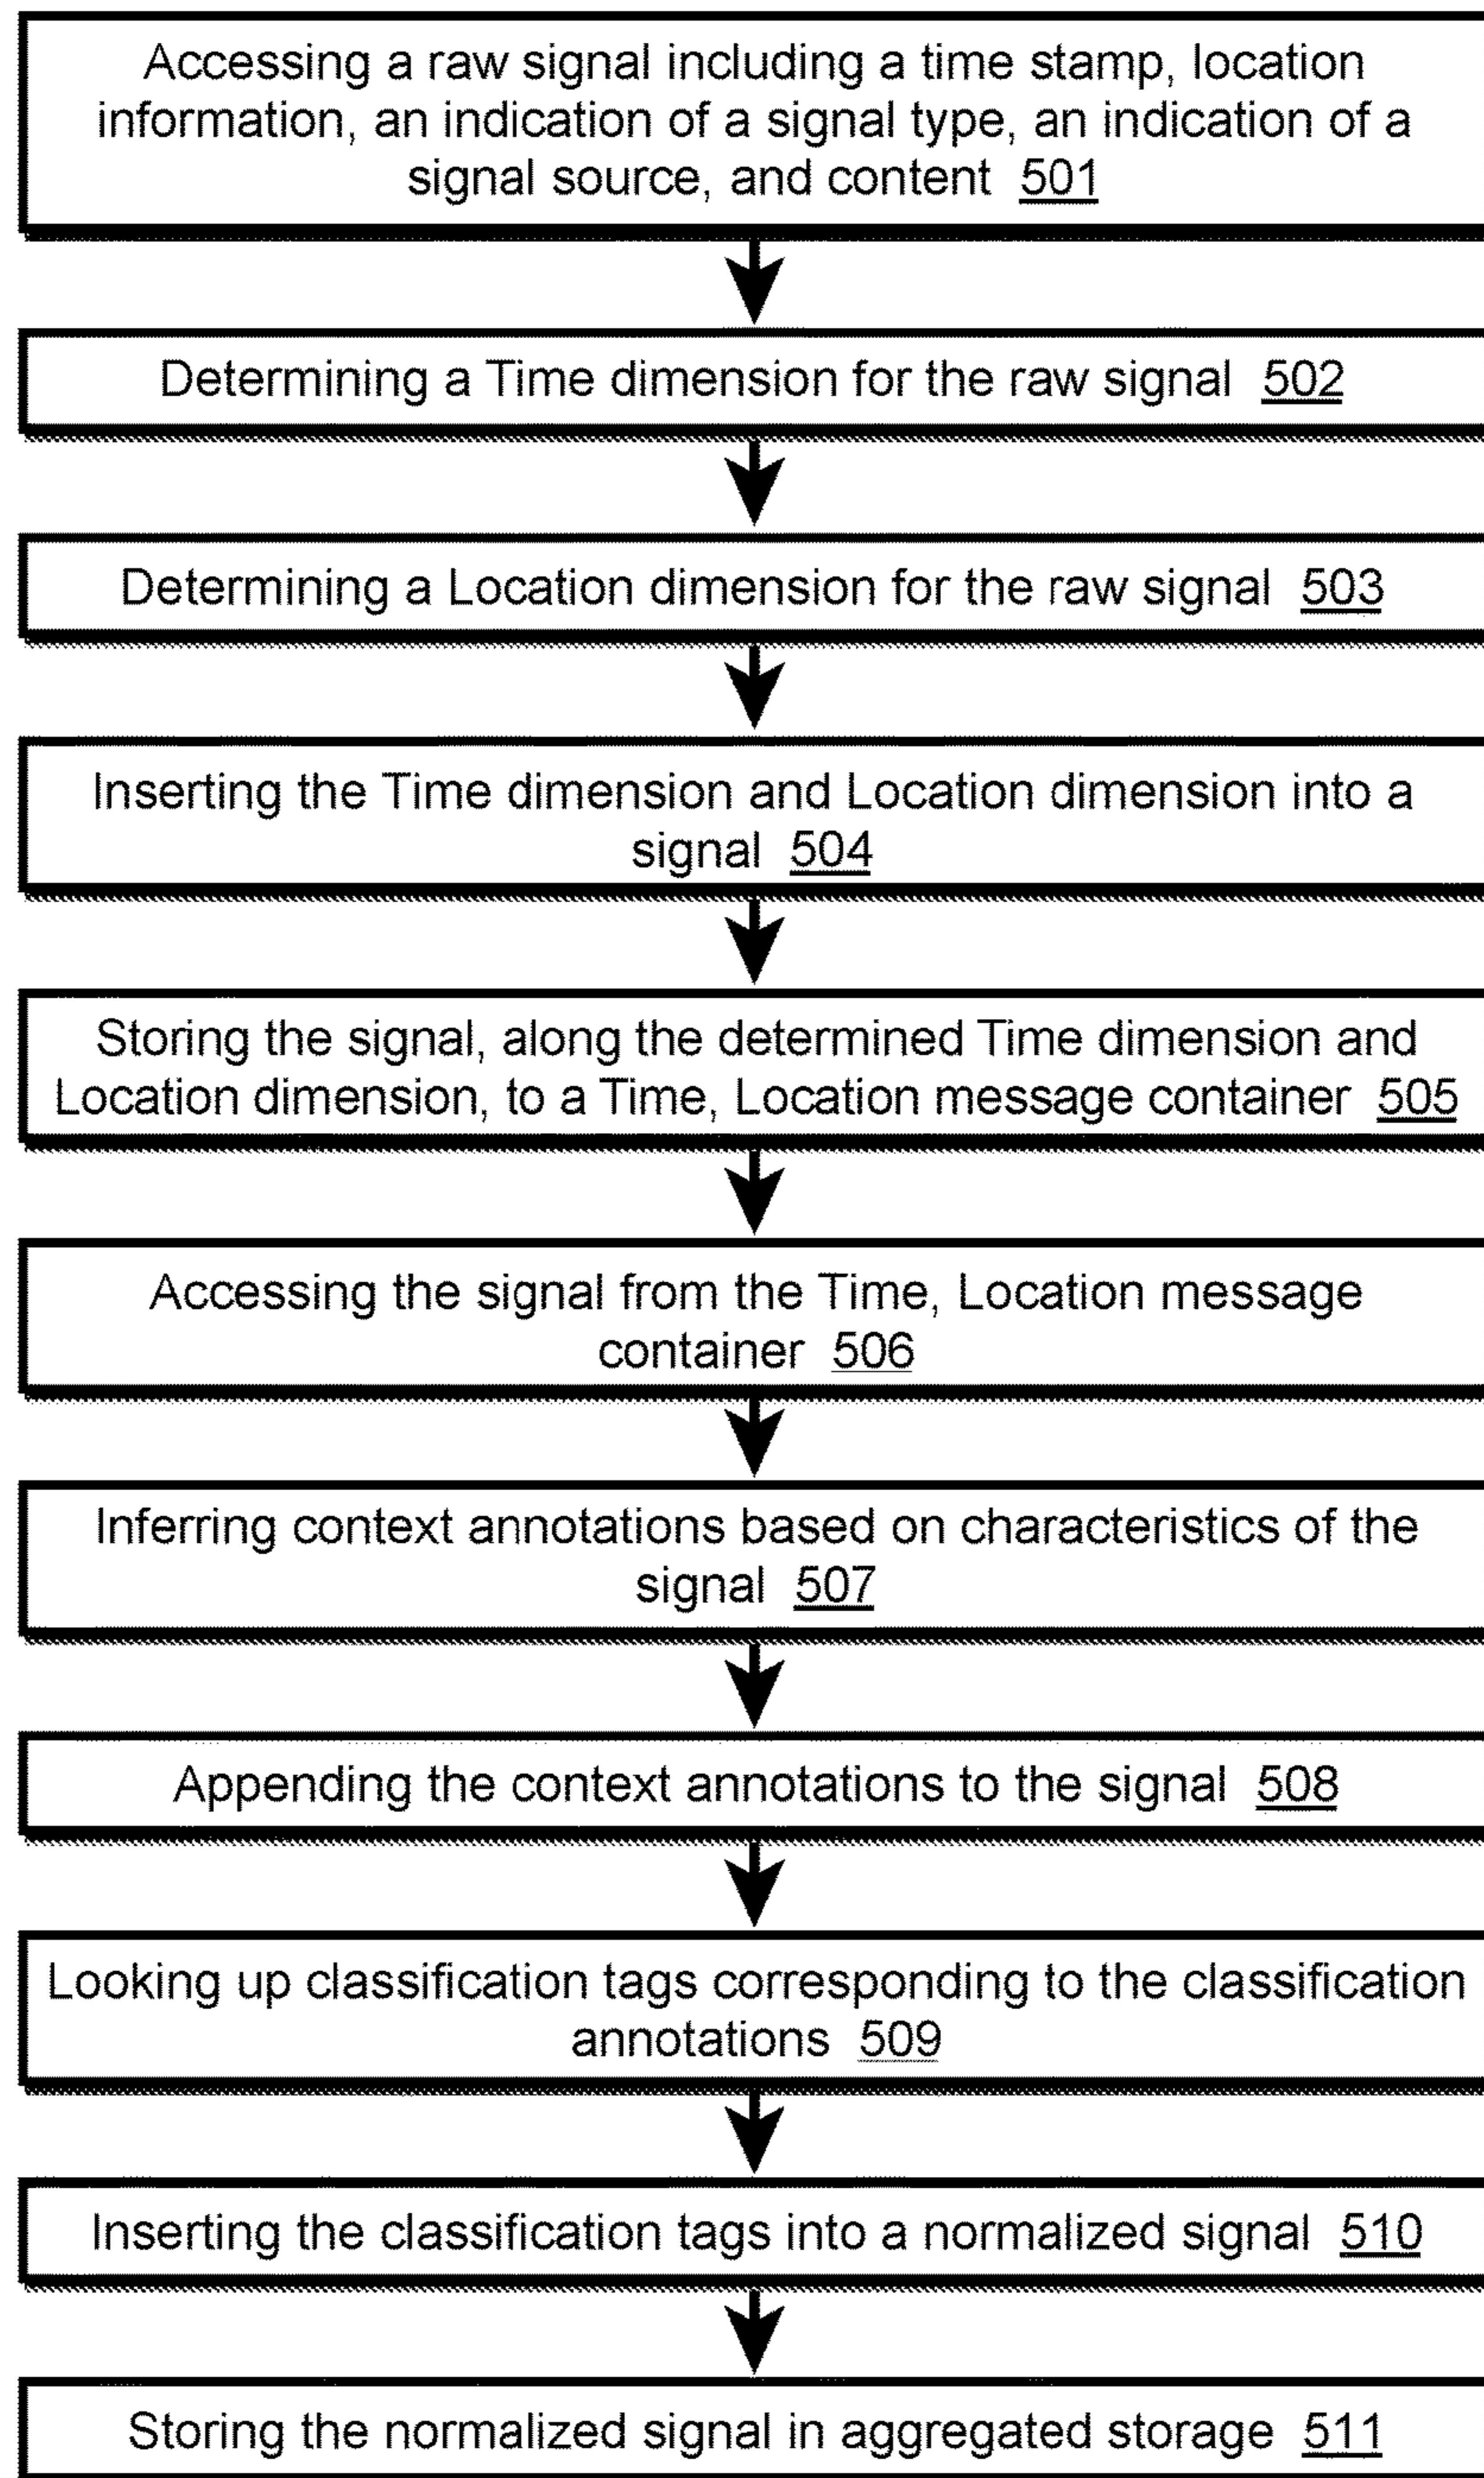 Accessing a raw signal including a time stamp, location
information, an indication of a signal type, an indication of a
signal source, and content 501
Determining a Time dimension for the raw signal 502
Determining a Location dimension for the raw signal 503
Inserting the Time dimension and Location dimension into a
signal 504
Storing the signal, along the determined Time dimension and
Location dimension, to a Time, Location message container 505
Accessing the signal from the Time, Location message
container 506
Inferring context annotations based on characteristics of the
signal 507
Appending the context annotations to the signal 508
Looking up classification tags corresponding to the classification
annotations 509
Inserting the classification tags into a normalized signal 510
Storing the normalized signal in aggregated storage 511